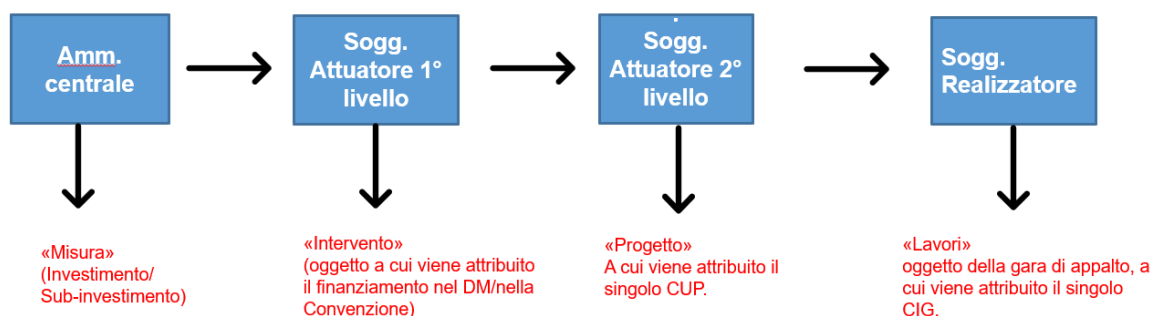 Amm.
centrale
Sogg.
Attuatore 1°
livello
.
Sogg.
Attuatore 2°
livello
Sogg.
Realizzatore
«Misura»
(Investimento/
Sub-investimento)
«Intervento»
(oggetto a cui viene attribuito
il finanziamento nel DM/nella
Convenzione)
«Progetto»
A cui viene attribuito il
singolo CUP.
«Lavori»
oggetto della gara di appalto, a
cui viene attribuito il singolo
CIG.